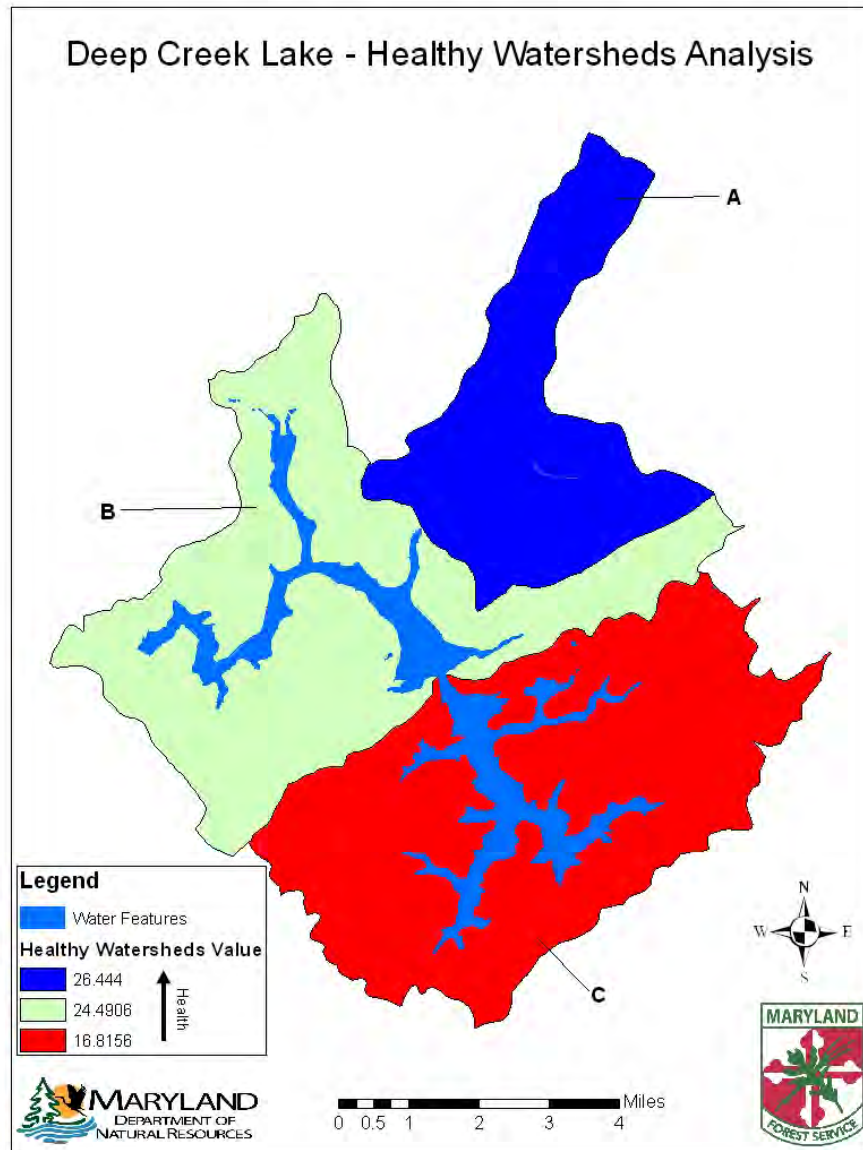 Deep Creek Lake - Healthy Watersheds Analysis
A
B
C
Legend
Water Features
Healthy Watersheds Value
26.444
24.4906
16.8156
Health
N
W E
S
MARYLAND
DEPARTMENT OF
NATURAL RESOURCES
Miles
0 0.5 1 2 3 4
MARYLAND
FOREST SERVICE